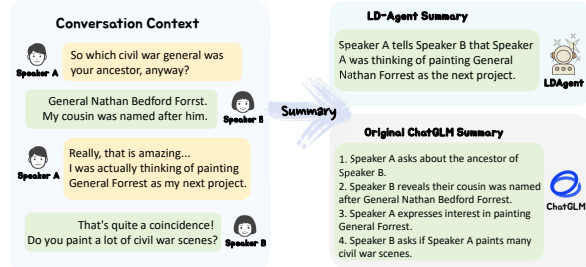 Conversation Context
Speaker A
So which civil war general was
your ancestor, anyway?
General Nathan Bedford Forrst.
My cousin was named after him.
Speaker B
Speaker A
Really, that is amazing...
I was actually thinking of painting
General Forrest as my next project.
That's quite a coincidence!
Do you paint a lot of civil war scenes?
Speaker B
Summary
LD-Agent Summary
Speaker A tells Speaker B that Speaker
A was thinking of painting General
Nathan Forrest as the next project.
LDAgent
Original ChatGLM Summary
1. Speaker A asks about the ancestor of
Speaker B.
2. Speaker B reveals their cousin was named
after General Nathan Bedford Forrest.
3. Speaker A expresses interest in painting
General Forrest.
4. Speaker B asks if Speaker A paints many
civil war scenes.
ChatGLM